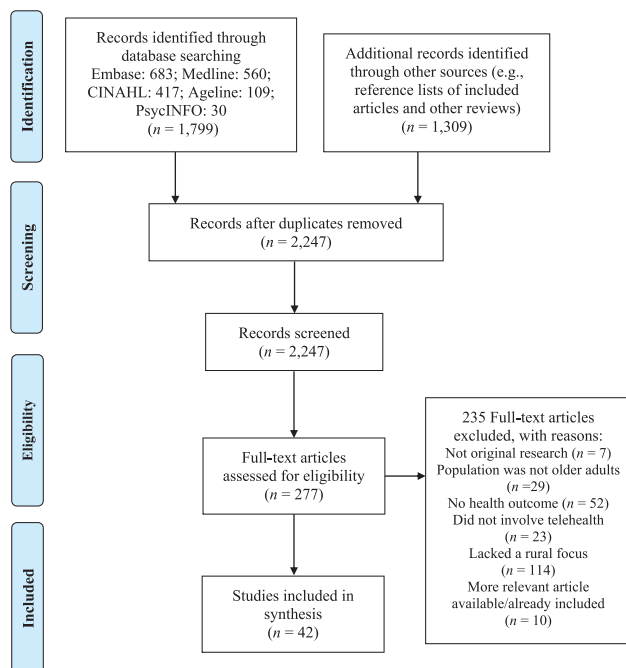 Identification
Records identified through
database searching
Embase: 683; Medline: 560;
CINAHL: 417; Ageline: 109;
PsycINFO: 30
(n = 1,799)
Additional records identified
through other sources (e.g.,
reference lists of included
articles and other reviews)
(n = 1,309)
Screening
Records after duplicates removed
(n = 2,247)
Records screened
(n = 2,247)
Eligibility
Full-text articles
assessed for eligibility
(n = 277)
235 Full-text articles
excluded, with reasons:
Not original research (n = 7)
Population was not older adults
(n =29)
No health outcome (n = 52)
Did not involve telehealth
(n = 23)
Lacked a rural focus
(n = 114)
More relevant article
available/already included
(n = 10)
Included
Studies included in
synthesis
(n = 42)